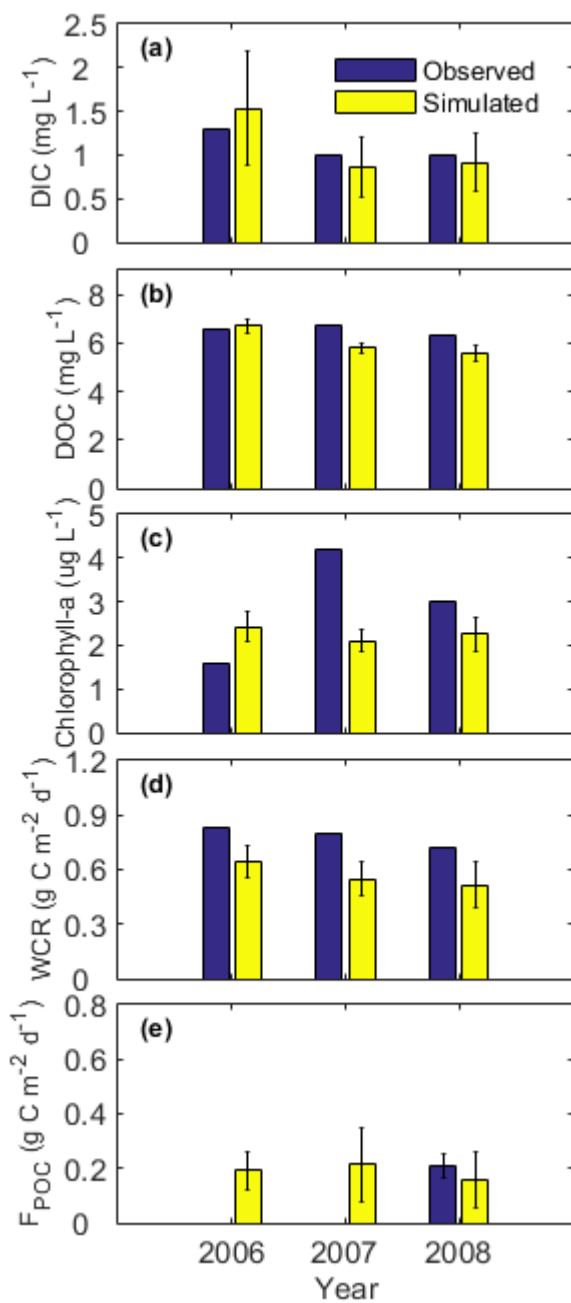 2.5
(a)
Observed
2
Simulated
1.5
1
0.5
0
DIC (mg L⁻¹)
(b)
8
6
4
2
0
DOC (mg L⁻¹)
5
(c)
4
3
2
1
0
Chlorophyll-a (ug L⁻¹)
1.2
(d)
0.9
0.6
0.3
0
WCR (g C m⁻² d⁻¹)
0.8
(e)
0.6
0.4
0.2
0
F_POC (g C m⁻² d⁻¹)
2006 2007 2008
Year